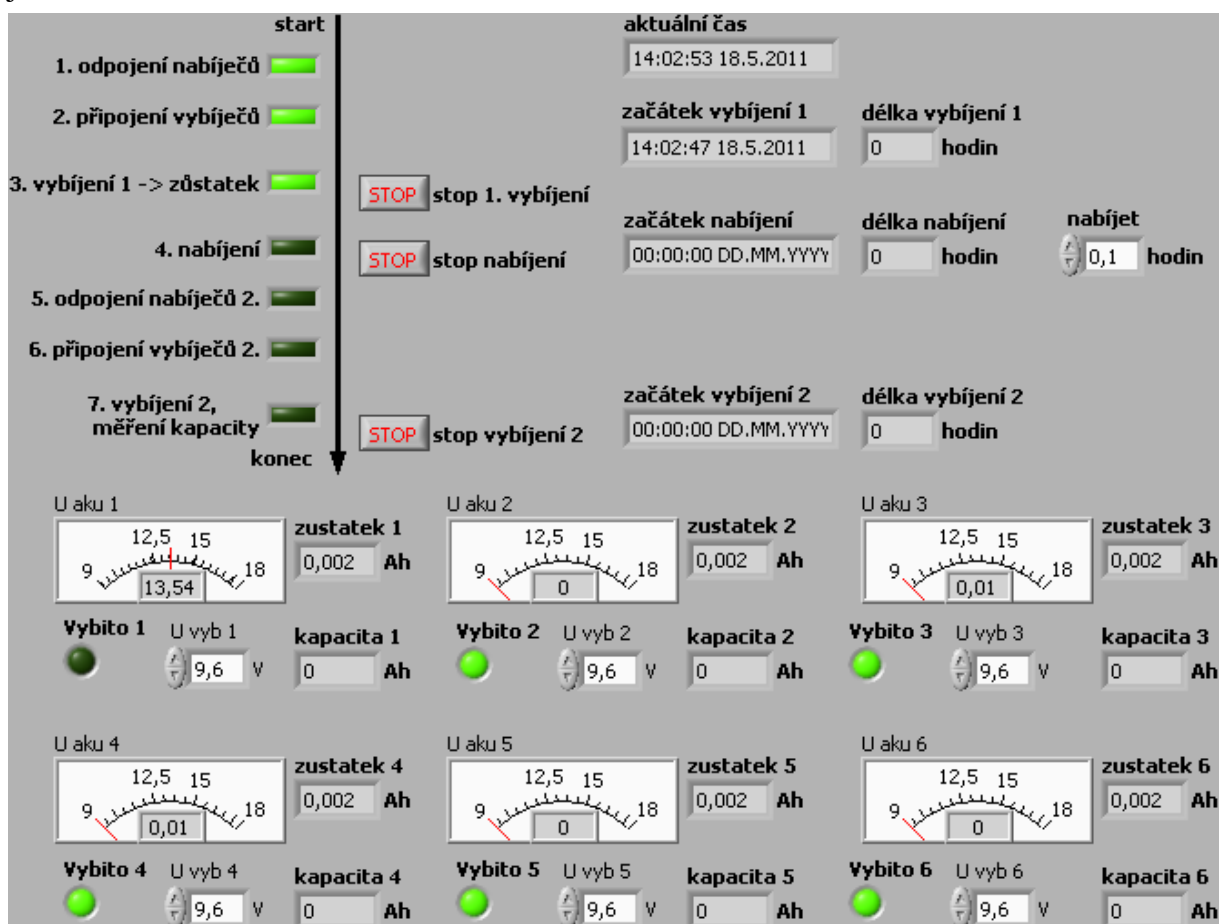 start
aktuální čas
14:02:53 18.5.2011
1. odpojení nabíječů
2. připojení vybíječů
začátek vybíjení 1
délka vybíjení 1
14:02:47 18.5.2011
0
hodin
3. vybíjení 1 -> zůstatek
STOP
stop 1. vybíjení
začátek nabíjení
délka nabíjení
nabíjet
4. nabíjení
STOP
stop nabíjení
00:00:00 DD.MM.YYYY
0
hodin
0,1
hodin
5. odpojení nabíječů 2.
6. připojení vybíječů 2.
7. vybíjení 2,
měření kapacity
začátek vybíjení 2
délka vybíjení 2
STOP
stop vybíjení 2
00:00:00 DD.MM.YYYY
0
hodin
konec
U aku 1
9 12,5 15 18
13,54
zustatek 1
0,002 Ah
Vybito 1
U vyb 1
9,6 V
kapacita 1
0 Ah
U aku 2
9 12,5 15 18
0
zustatek 2
0,002 Ah
Vybito 2
U vyb 2
9,6 V
kapacita 2
0 Ah
U aku 3
9 12,5 15 18
0,01
zustatek 3
0,002 Ah
Vybito 3
U vyb 3
9,6 V
kapacita 3
0 Ah
U aku 4
9 12,5 15 18
0,01
zustatek 4
0,002 Ah
Vybito 4
U vyb 4
9,6 V
kapacita 4
0 Ah
U aku 5
9 12,5 15 18
0
zustatek 5
0,002 Ah
Vybito 5
U vyb 5
9,6 V
kapacita 5
0 Ah
U aku 6
9 12,5 15 18
0
zustatek 6
0,002 Ah
Vybito 6
U vyb 6
9,6 V
kapacita 6
0 Ah